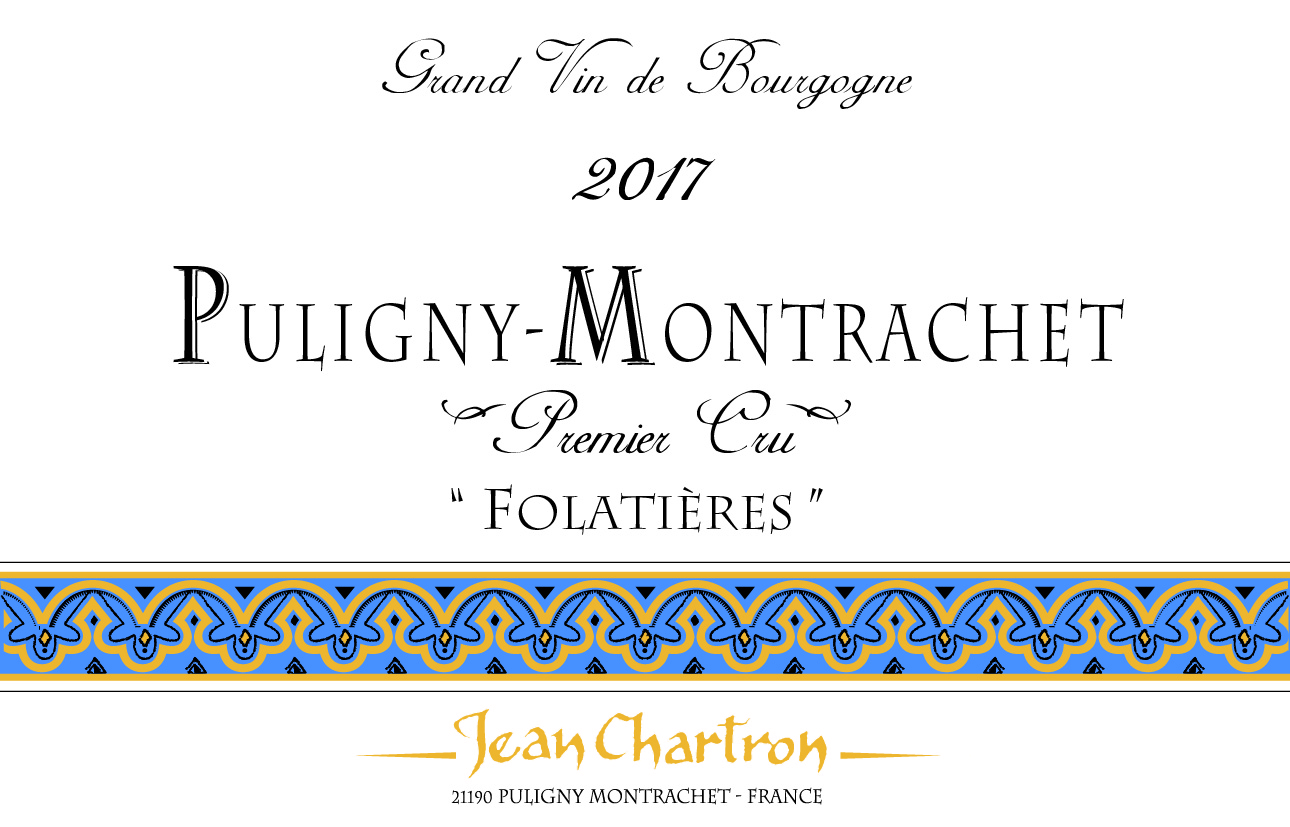 Grand Vin de Bourgogne
2017
PULIGNY-MONTRACHET
Premier Cru
“ FOLATIÈRES ”
Jean Chartron
21190 PULIGNY MONTRACHET - FRANCE